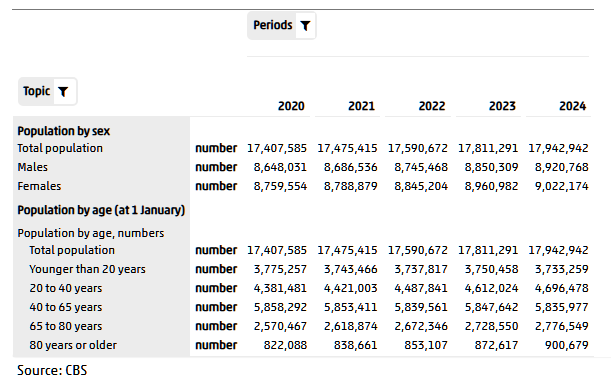 Periods
Topic
2020 2021 2022 2023 2024
Population by sex
Total population number 17,407,585 17,475,415 17,590,672 17,811,291 17,942,942
Males number 8,648,031 8,686,536 8,745,468 8,850,309 8,920,768
Females number 8,759,554 8,788,879 8,845,204 8,960,982 9,022,174
Population by age (at 1 January)
Population by age, numbers
Total population number 17,407,585 17,475,415 17,590,672 17,811,291 17,942,942
Younger than 20 years number 3,775,257 3,743,466 3,737,817 3,750,458 3,733,259
20 to 40 years number 4,381,481 4,421,003 4,487,841 4,612,024 4,696,478
40 to 65 years number 5,858,292 5,853,411 5,839,561 5,847,642 5,835,977
65 to 80 years number 2,570,467 2,618,874 2,672,346 2,728,550 2,776,549
80 years or older number 822,088 838,661 853,107 872,617 900,679
Source: CBS